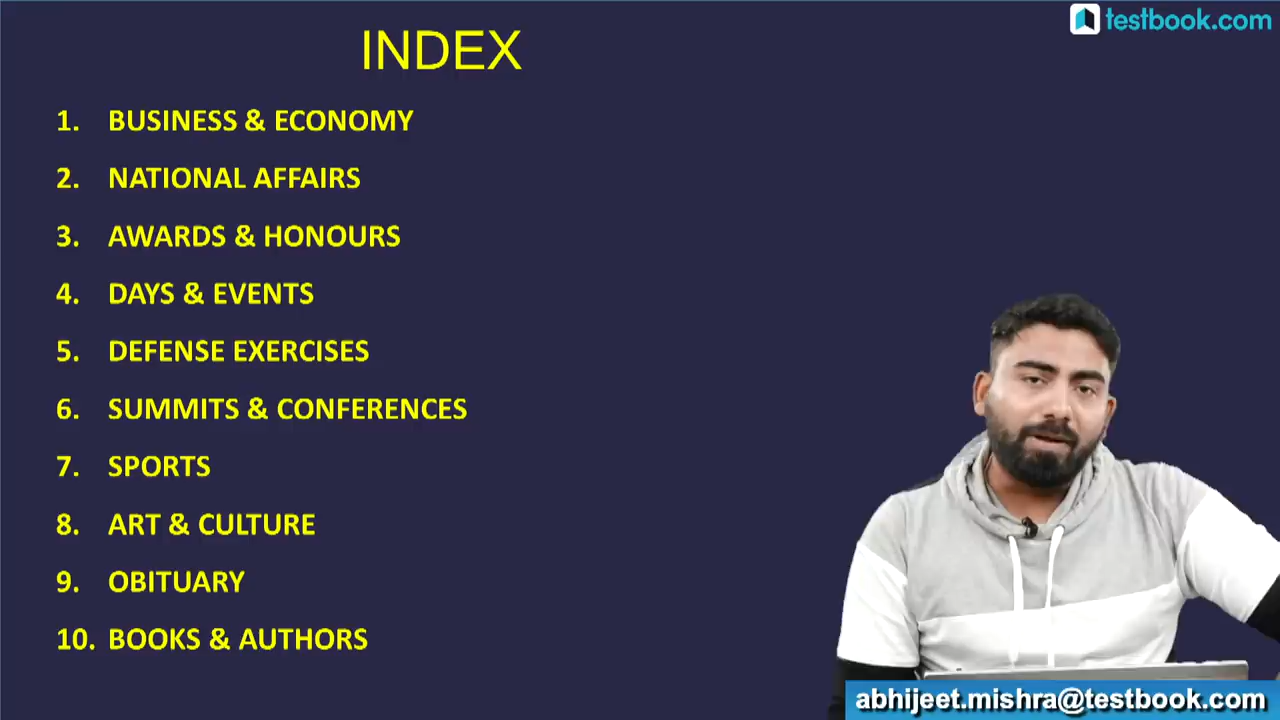 testbook.com
INDEX
1. BUSINESS & ECONOMY
2. NATIONAL AFFAIRS
3. AWARDS & HONOURS
4. DAYS & EVENTS
5. DEFENSE EXERCISES
6. SUMMITS & CONFERENCES
7. SPORTS
8. ART & CULTURE
9. OBITUARY
10. BOOKS & AUTHORS
abhijeet.mishra@testbook.com